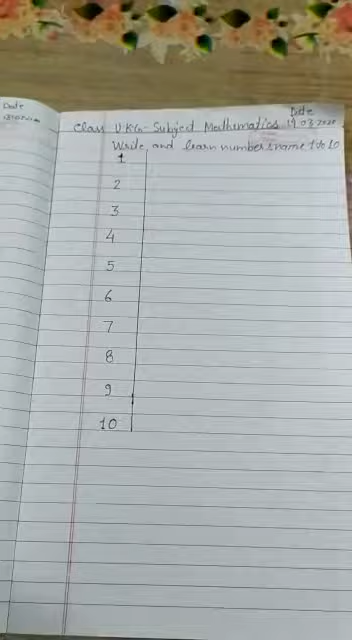 Date
Date
Class U.K.G- Subject Mathematics 19.03.2020
Write and learn numbers name 1 to 10
1
2
3
4
5
6
7
8
9
10